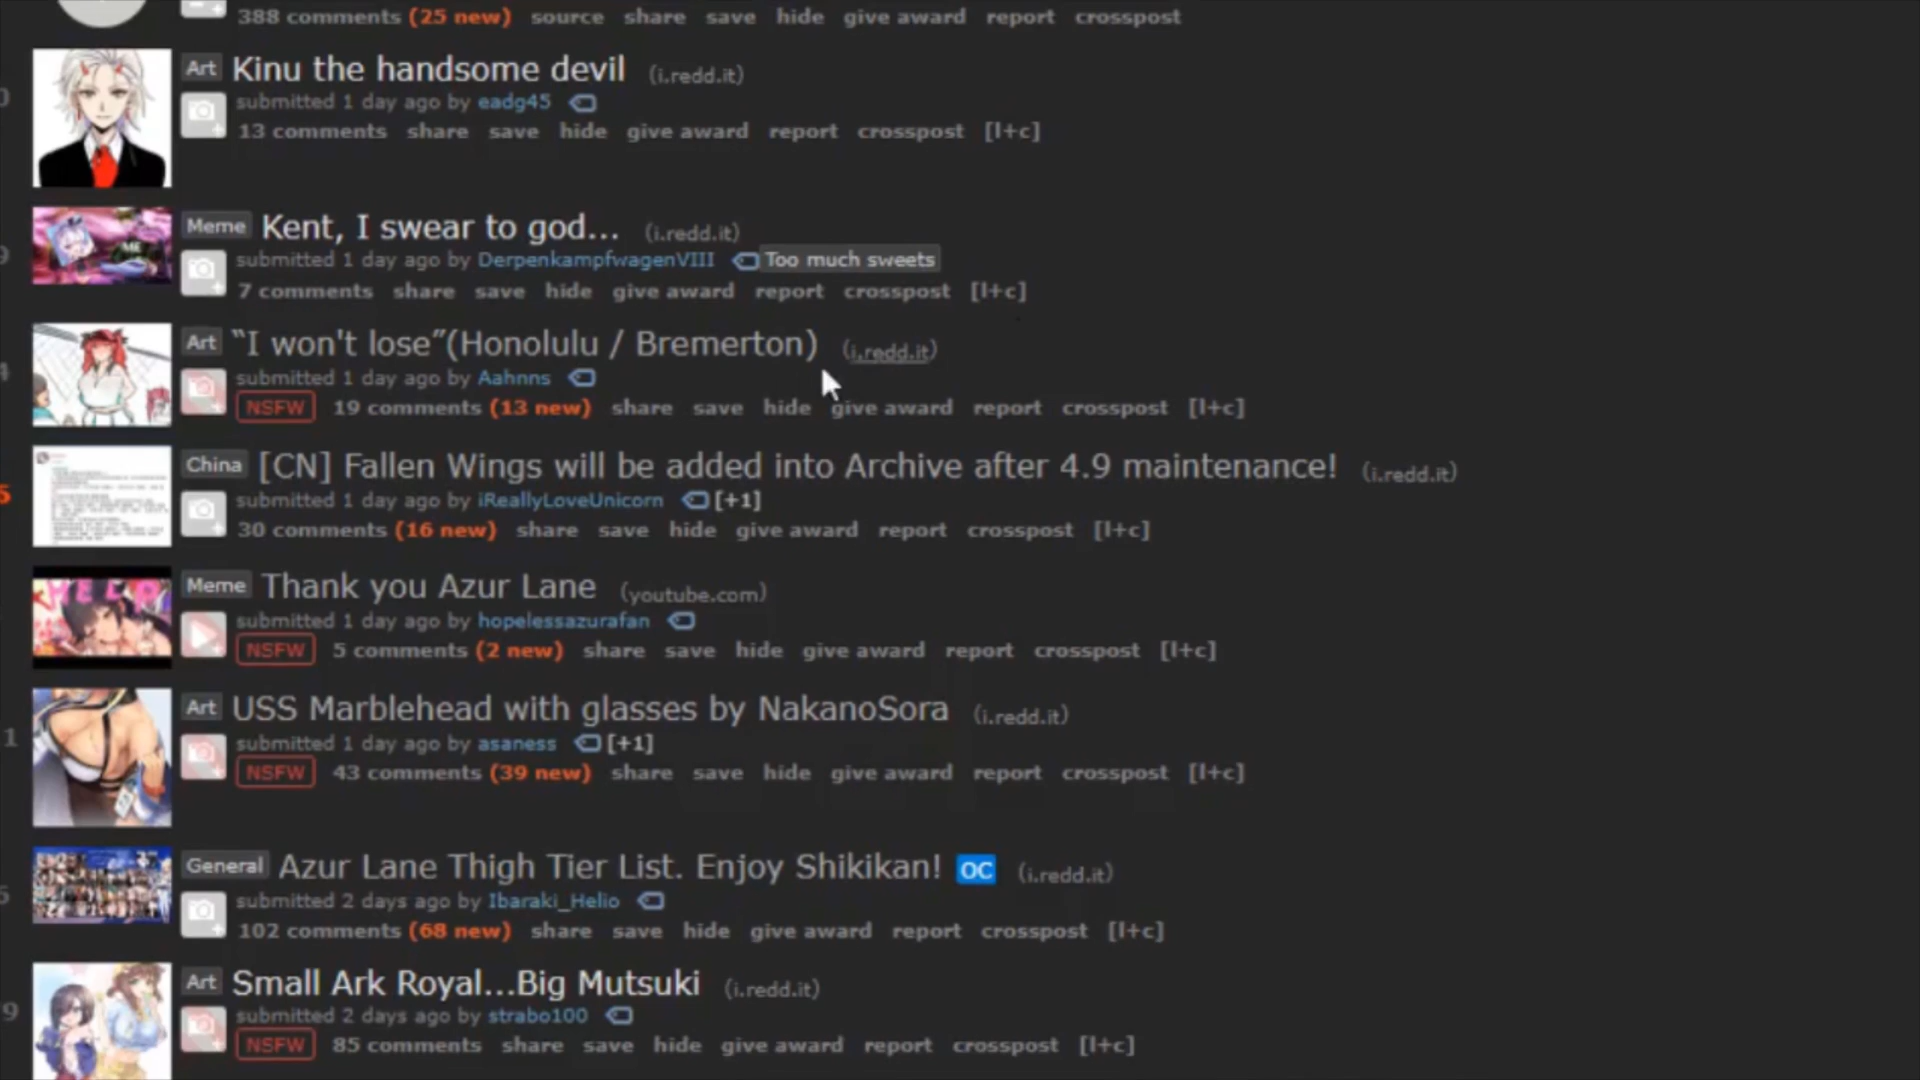 388 comments (25 new) source share save hide give award report crosspost
Art Kinu the handsome devil (i.redd.it)
submitted 1 day ago by eadg45
13 comments share save hide give award report crosspost [l+c]
Meme Kent, I swear to god... (i.redd.it)
submitted 1 day ago by DerpenkampfwagenVIII Too much sweets
7 comments share save hide give award report crosspost [l+c]
Art “I won't lose”(Honolulu / Bremerton) (i.redd.it)
submitted 1 day ago by Aahnns
NSFW 19 comments (13 new) share save hide give award report crosspost [l+c]
China [CN] Fallen Wings will be added into Archive after 4.9 maintenance! (i.redd.it)
submitted 1 day ago by iReallyLoveUnicorn [+1]
30 comments (16 new) share save hide give award report crosspost [l+c]
Meme Thank you Azur Lane (youtube.com)
submitted 1 day ago by hopelessazurafan
NSFW 5 comments (2 new) share save hide give award report crosspost [l+c]
Art USS Marblehead with glasses by NakanoSora (i.redd.it)
submitted 1 day ago by asaness [+1]
NSFW 43 comments (39 new) share save hide give award report crosspost [l+c]
General Azur Lane Thigh Tier List. Enjoy Shikikan! OC (i.redd.it)
submitted 2 days ago by Ibaraki_Helio
102 comments (68 new) share save hide give award report crosspost [l+c]
Art Small Ark Royal...Big Mutsuki (i.redd.it)
submitted 2 days ago by strabo100
NSFW 85 comments share save hide give award report crosspost [l+c]